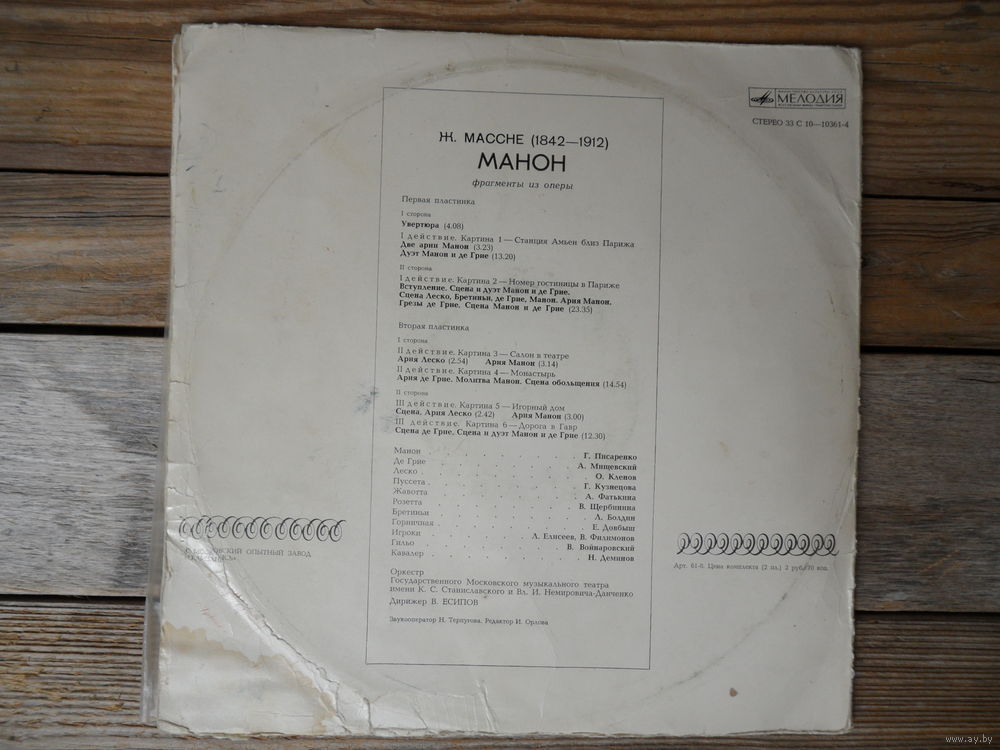 МЕЛОДИЯ
СТЕРЕО 33 С 10—10361-4
Ж. МАССНЕ (1842—1912)
МАНОН
фрагменты из оперы
Первая пластинка
I сторона
Увертюра (4.08)
I действие. Картина 1 — Станция Амьен близ Парижа
Две арии Манон (3.23)
Дуэт Манон и де Грие (13.20)
II сторона
I действие. Картина 2 — Номер гостиницы в Париже
Вступление. Сцена и дуэт Манон и де Грие.
Сцена Леско, Бретиньи, де Грие, Манон. Ария Манон.
Грезы де Грие. Сцена Манон и де Грие (23.35)
Вторая пластинка
I сторона
II действие. Картина 3 — Салон в театре
Ария Леско (2.54) Ария Манон (3.14)
II действие. Картина 4 — Монастырь
Ария де Грие. Молитва Манон. Сцена обольщения (14.54)
II сторона
III действие. Картина 5 — Игорный дом
Сцена. Ария Леско (2.42) Ария Манон (3.00)
III действие. Картина 6 — Дорога в Гавр
Сцена де Грие. Сцена и дуэт Манон и де Грие (12.30)
Манон . . . Г. Писаренко
Де Грие . . . А. Мищевский
Леско . . . О. Кленов
Пуссета . . . Г. Кузнецова
Жавотта . . . А. Фатькина
Розетта . . . В. Щербинина
Бретиньи . . . Л. Болдин
Горничная . . . Е. Довбыш
Игроки . . . Л. Елисеев, В. Филимонов
Гильо . . . В. Войнаровский
Кавалер . . . Н. Деминов
Оркестр
Государственного Московского музыкального театра
имени К. С. Станиславского и Вл. И. Немировича-Данченко
Дирижер В. ЕСИПОВ
Звукооператор Н. Терпугова. Редактор И. Орлова
ОПЫТНЫЙ ЗАВОД
Арт. 61-8. Цена комплекта (2 пл.) 2 руб. 70 коп.
www.ay.by